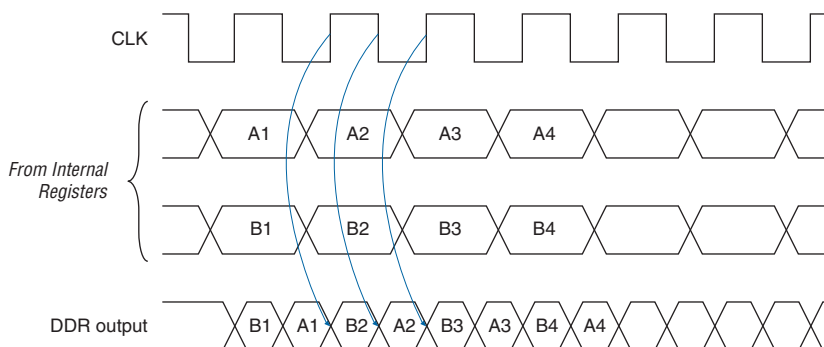 CLK
From Internal
Registers
A1 A2 A3 A4
B1 B2 B3 B4
DDR output
B1 A1 B2 A2 B3 A3 B4 A4